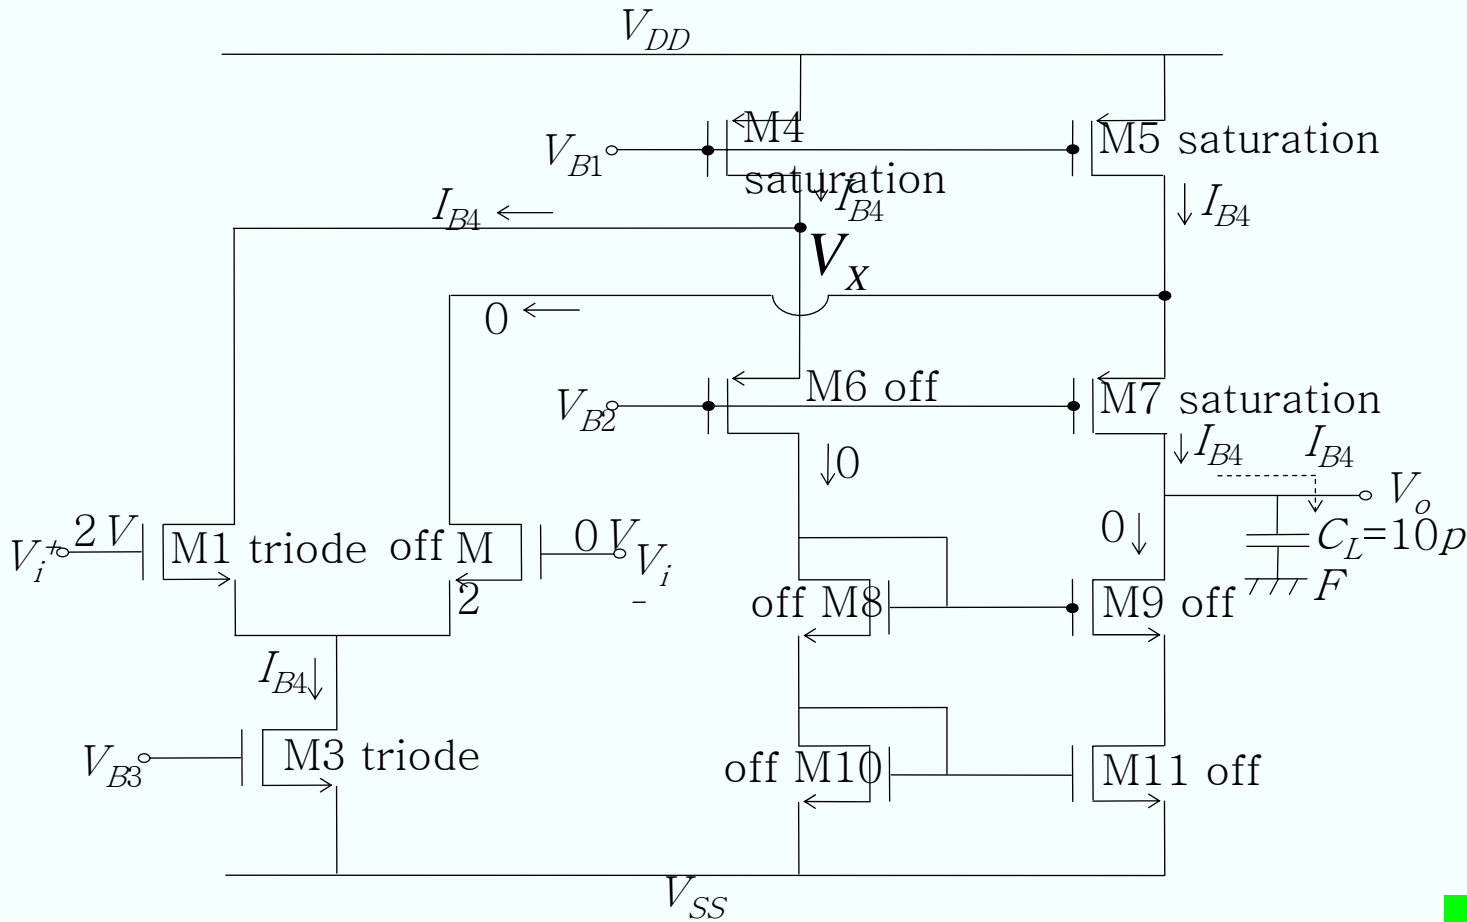 V_DD
M4
saturation
V_B1
M5 saturation
I_B4
I_B4
I_B4
V_X
0
M6 off
V_B2
M7 saturation
0
I_B4
I_B4
V_o
2 V
V_i^+
M1 triode
off M
2
0 V
V_i
-
0
C_L=10p
F
off M8
M9 off
I_B4
V_B3
M3 triode
off M10
M11 off
V_SS